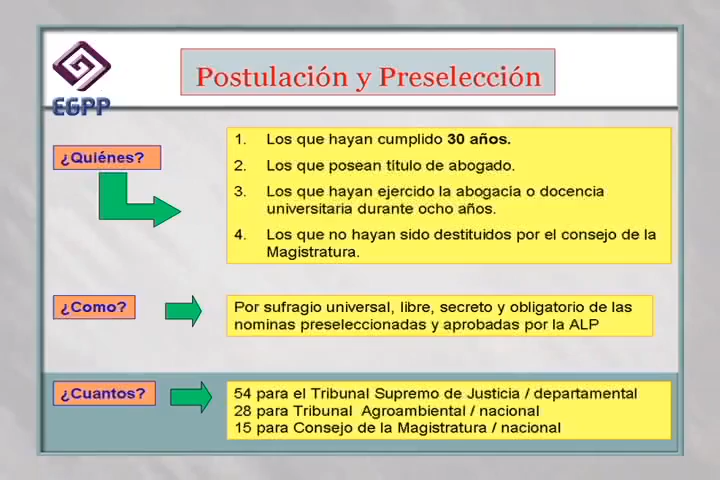 EGPP
Postulación y Preselección
¿Quiénes?
1. Los que hayan cumplido 30 años.
2. Los que posean título de abogado.
3. Los que hayan ejercido la abogacia o docencia
universitaria durante ocho años.
4. Los que no hayan sido destituidos por el consejo de la
Magistratura.
¿Como?
Por sufragio universal, libre, secreto y obligatorio de las
nominas preseleccionadas y aprobadas por la ALP
¿Cuantos?
54 para el Tribunal Supremo de Justicia / departamental
28 para Tribunal Agroambiental / nacional
15 para Consejo de la Magistratura / nacional